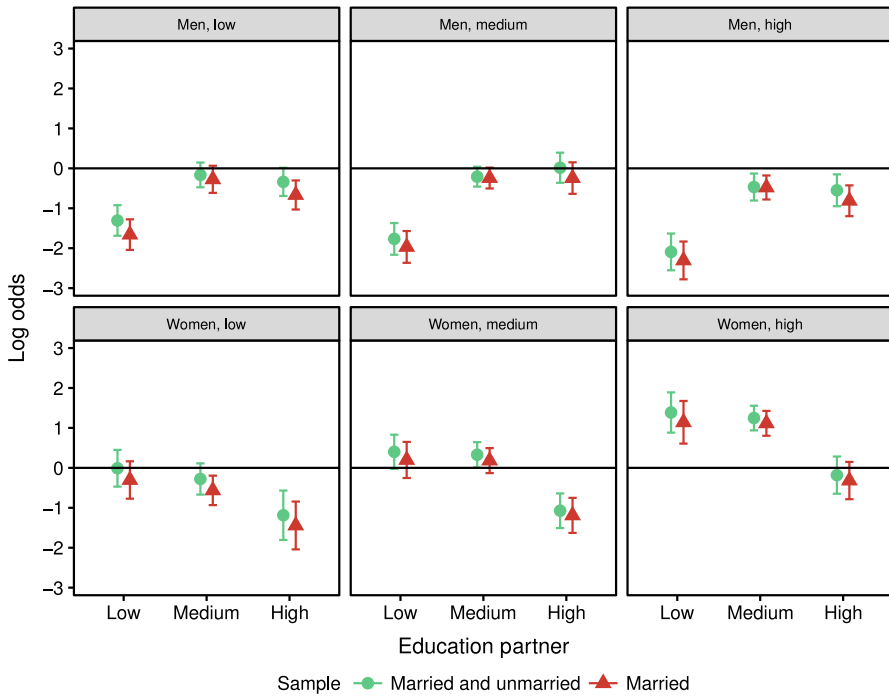 Men, low
Men, medium
Men, high
3
2
1
0
−1
−2
−3
Log odds
Women, low
Women, medium
Women, high
3
2
1
0
−1
−2
−3
Low Medium High
Low Medium High
Low Medium High
Education partner
Sample Married and unmarried Married